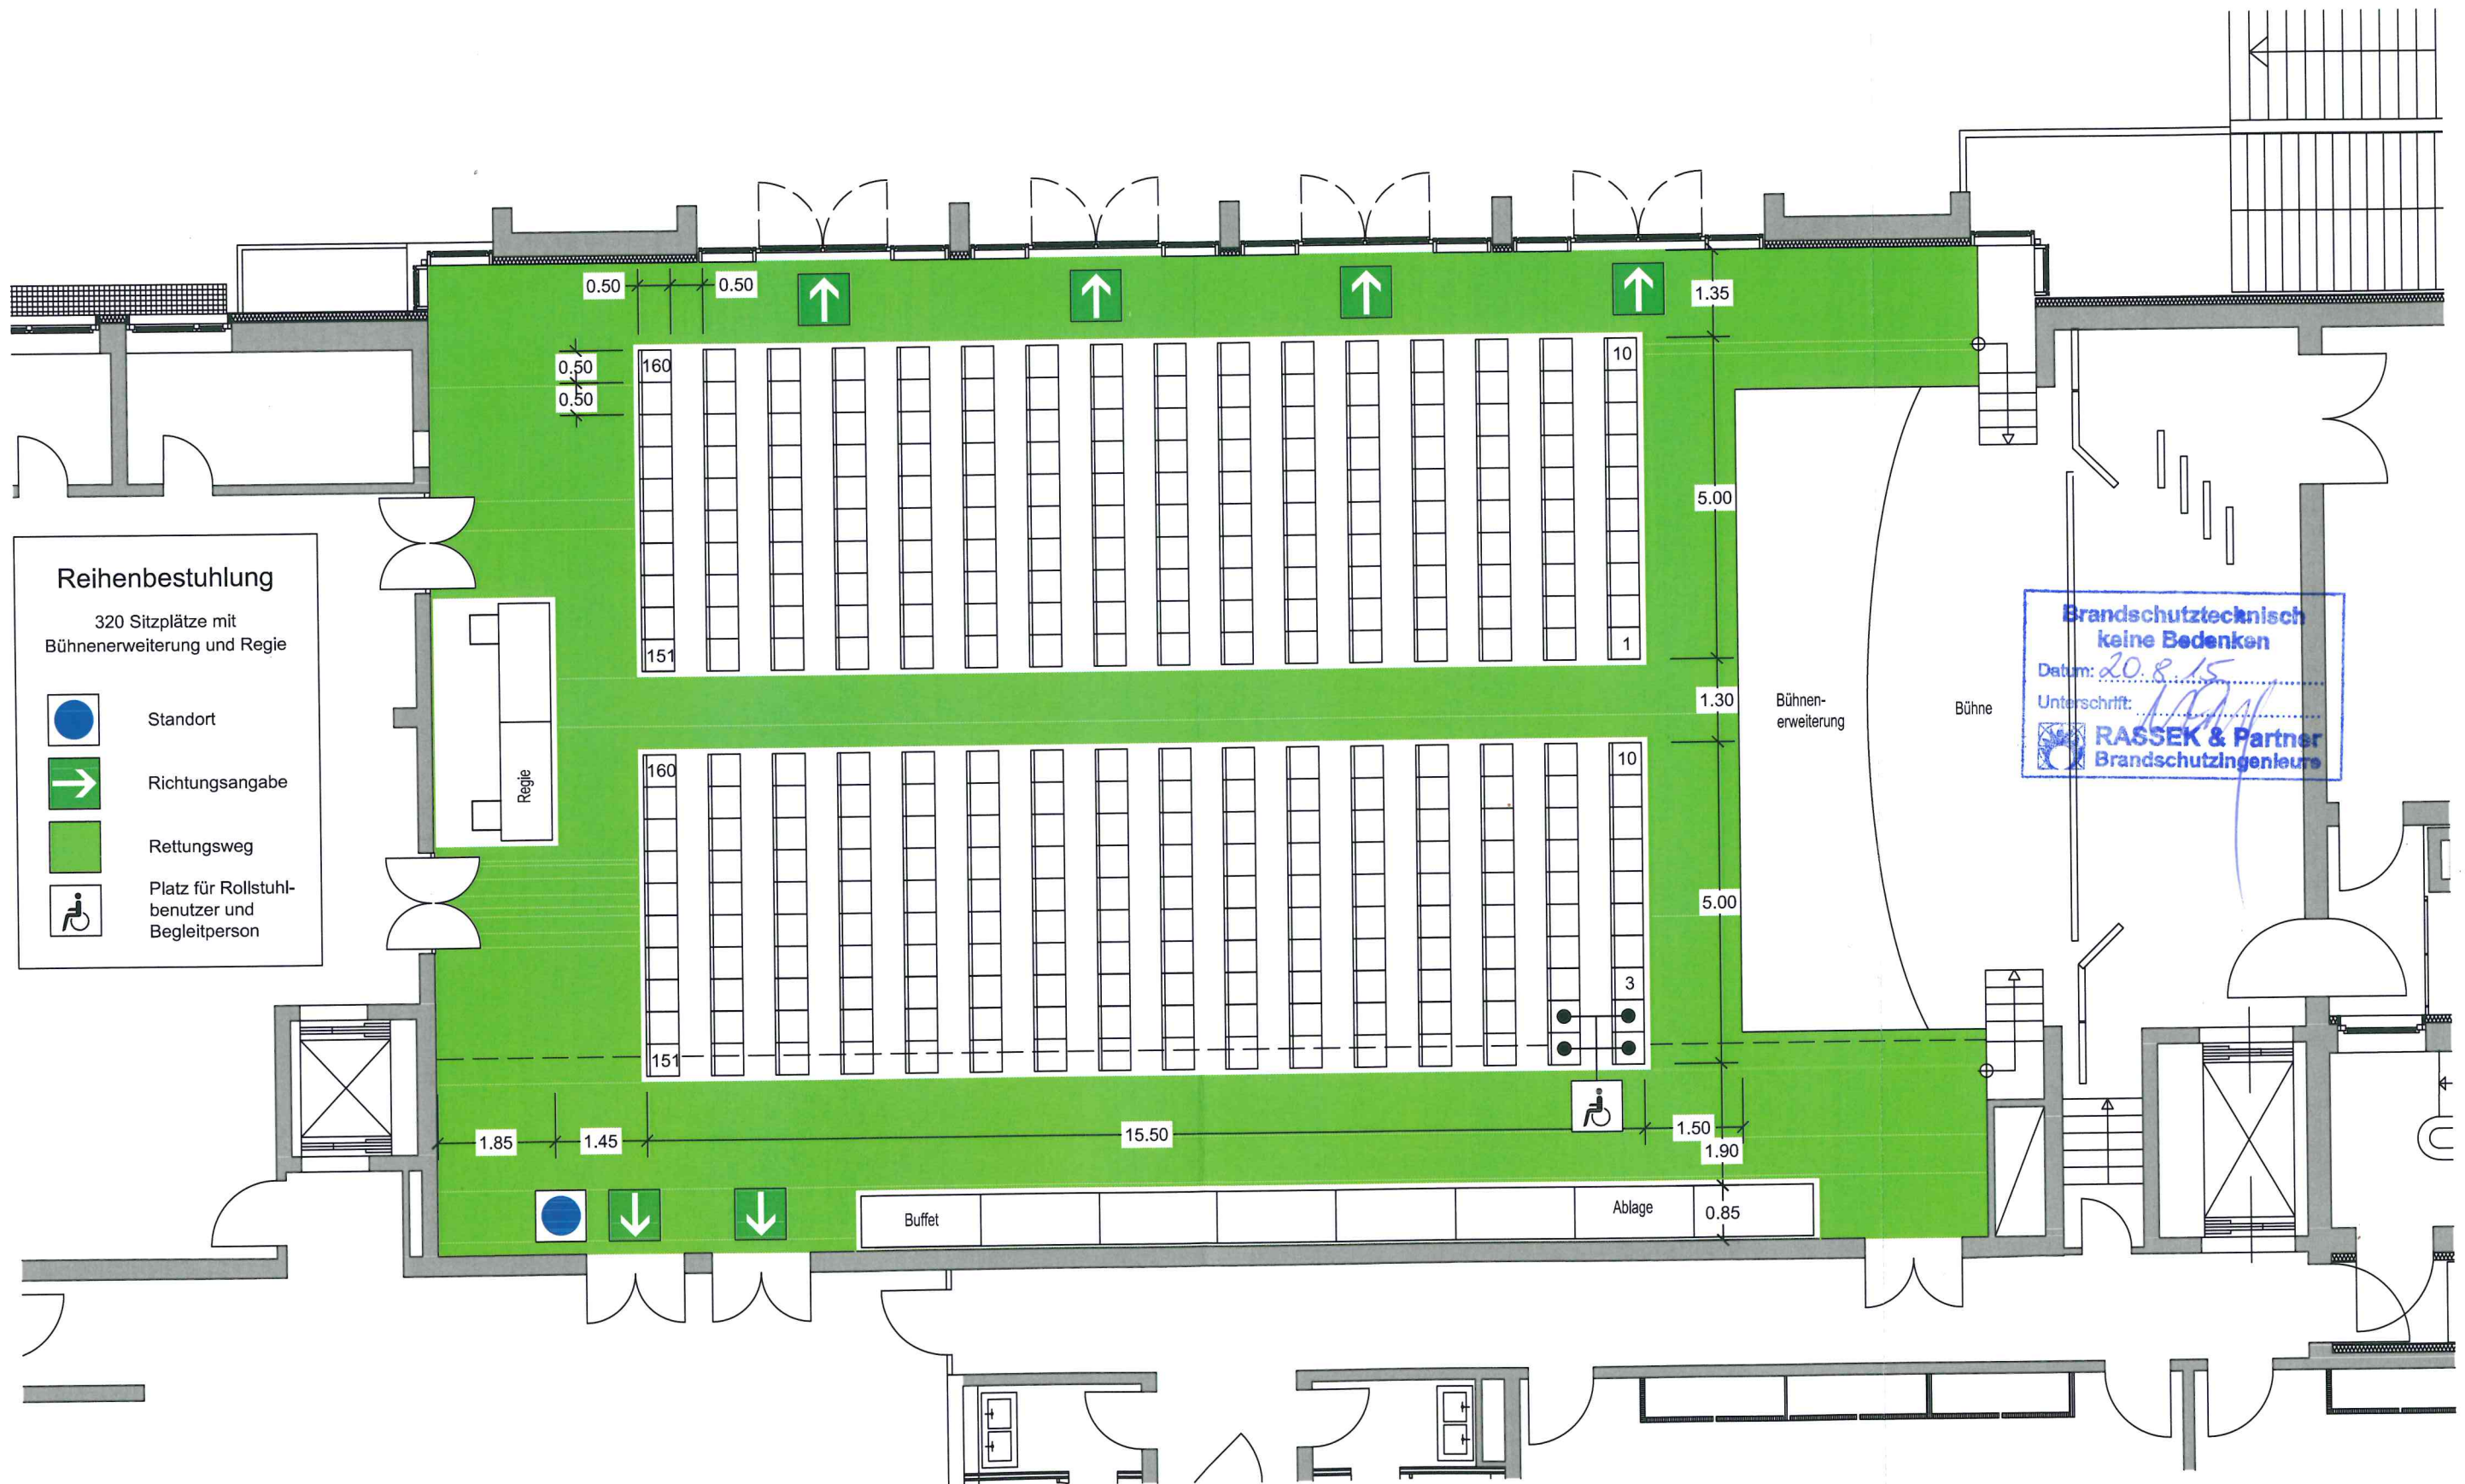 0.50
0.50
1.35
0.50
0.50
160
10
5.00
151
1
1.30
Bühnen-
erweiterung
Bühne
Regie
160
10
5.00
3
151
1.85
1.45
15.50
1.50
1.90
Buffet
Ablage
0.85
Reihenbestuhlung
320 Sitzplätze mit
Bühnenerweiterung und Regie
Standort
Richtungsangabe
Rettungsweg
Platz für Rollstuhl-
benutzer und
Begleitperson
Brandschutztechnisch
keine Bedenken
Datum: 20.8.15
Unterschrift:
RASSEK & Partner
Brandschutzingenieure